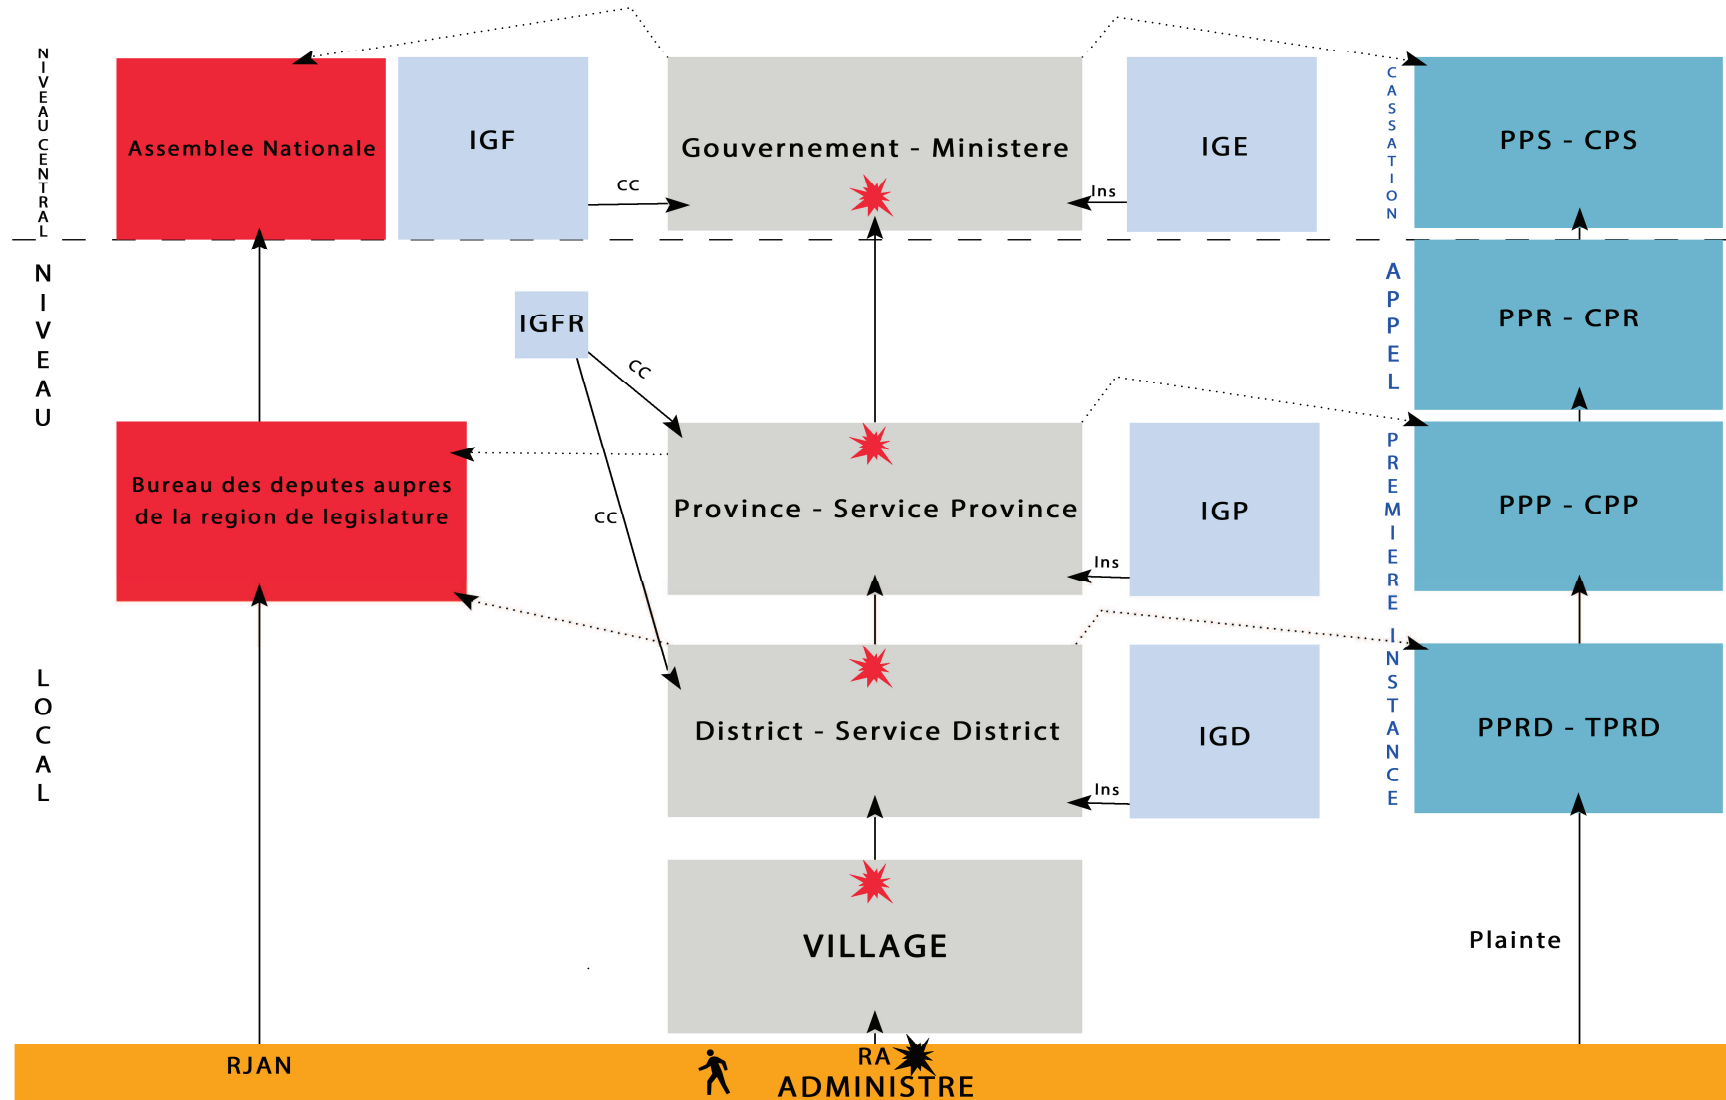 NIVEAU CENTRAL
Assemblee Nationale
IGF
CC
Gouvernement - Ministere
Ins
IGE
CASSATION
PPS - CPS
NIVEAU
LOCAL
IGFR
CC
CC
APPEL
PPR - CPR
Bureau des deputes aupres
de la region de legislature
Province - Service Province
Ins
IGP
PREMIERE INSTANCE
PPP - CPP
District - Service District
Ins
IGD
PPRD - TPRD
VILLAGE
Plainte
RJAN
RA
ADMINISTRE